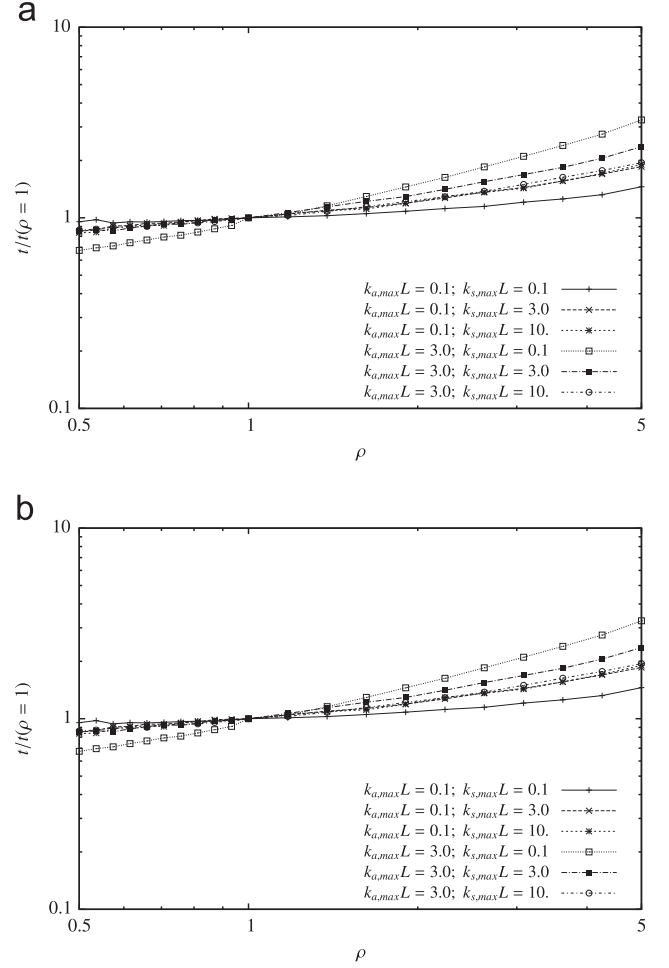 a
10
1
0.1
t/t(ρ = 1)
k_{a,max}L = 0.1; k_{s,max}L = 0.1
k_{a,max}L = 0.1; k_{s,max}L = 3.0
k_{a,max}L = 0.1; k_{s,max}L = 10.
k_{a,max}L = 3.0; k_{s,max}L = 0.1
k_{a,max}L = 3.0; k_{s,max}L = 3.0
k_{a,max}L = 3.0; k_{s,max}L = 10.
0.5 1 5
ρ
b
10
1
0.1
t/t(ρ = 1)
k_{a,max}L = 0.1; k_{s,max}L = 0.1
k_{a,max}L = 0.1; k_{s,max}L = 3.0
k_{a,max}L = 0.1; k_{s,max}L = 10.
k_{a,max}L = 3.0; k_{s,max}L = 0.1
k_{a,max}L = 3.0; k_{s,max}L = 3.0
k_{a,max}L = 3.0; k_{s,max}L = 10.
0.5 1 5
ρ